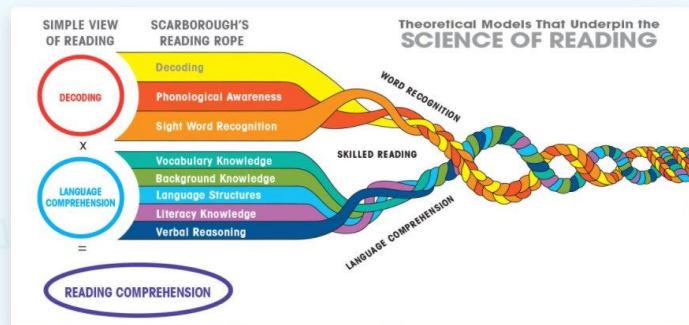 SIMPLE VIEW
OF READING
SCARBOROUGH'S
READING ROPE
Theoretical Models That Underpin the
SCIENCE OF READING
DECODING
x
LANGUAGE
COMPREHENSION
=
READING COMPREHENSION
Decoding
Phonological Awareness
Sight Word Recognition
Vocabulary Knowledge
Background Knowledge
Language Structures
Literacy Knowledge
Verbal Reasoning
WORD RECOGNITION
SKILLED READING
LANGUAGE COMPREHENSION